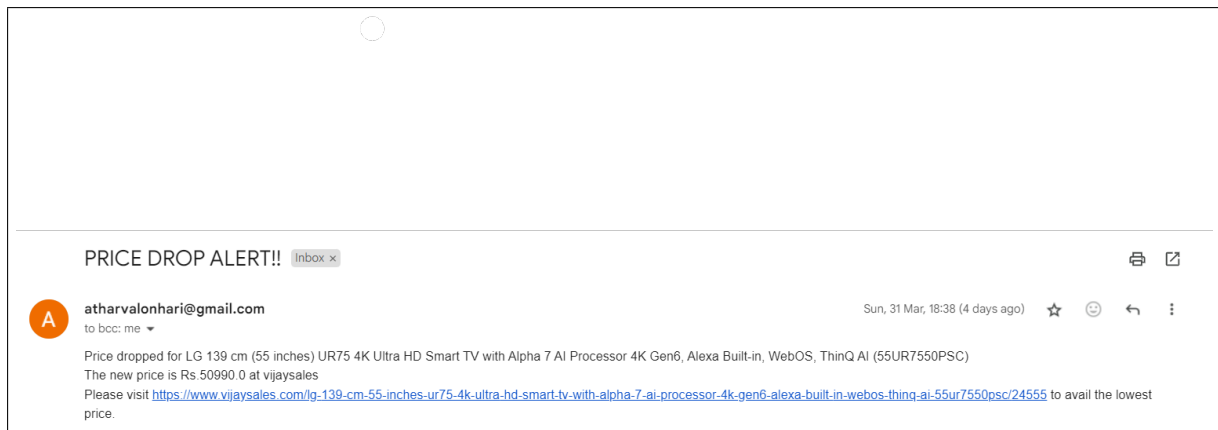 PRICE DROP ALERT!! Inbox ×
A
atharvalonhari@gmail.com
Sun, 31 Mar, 18:38 (4 days ago)
to bcc: me
Price dropped for LG 139 cm (55 inches) UR75 4K Ultra HD Smart TV with Alpha 7 AI Processor 4K Gen6, Alexa Built-in, WebOS, ThinQ AI (55UR7550PSC)
The new price is Rs.50990.0 at vijaysales
Please visit https://www.vijaysales.com/lg-139-cm-55-inches-ur75-4k-ultra-hd-smart-tv-with-alpha-7-ai-processor-4k-gen6-alexa-built-in-webos-thinq-ai-55ur7550psc/24555 to avail the lowest
price.